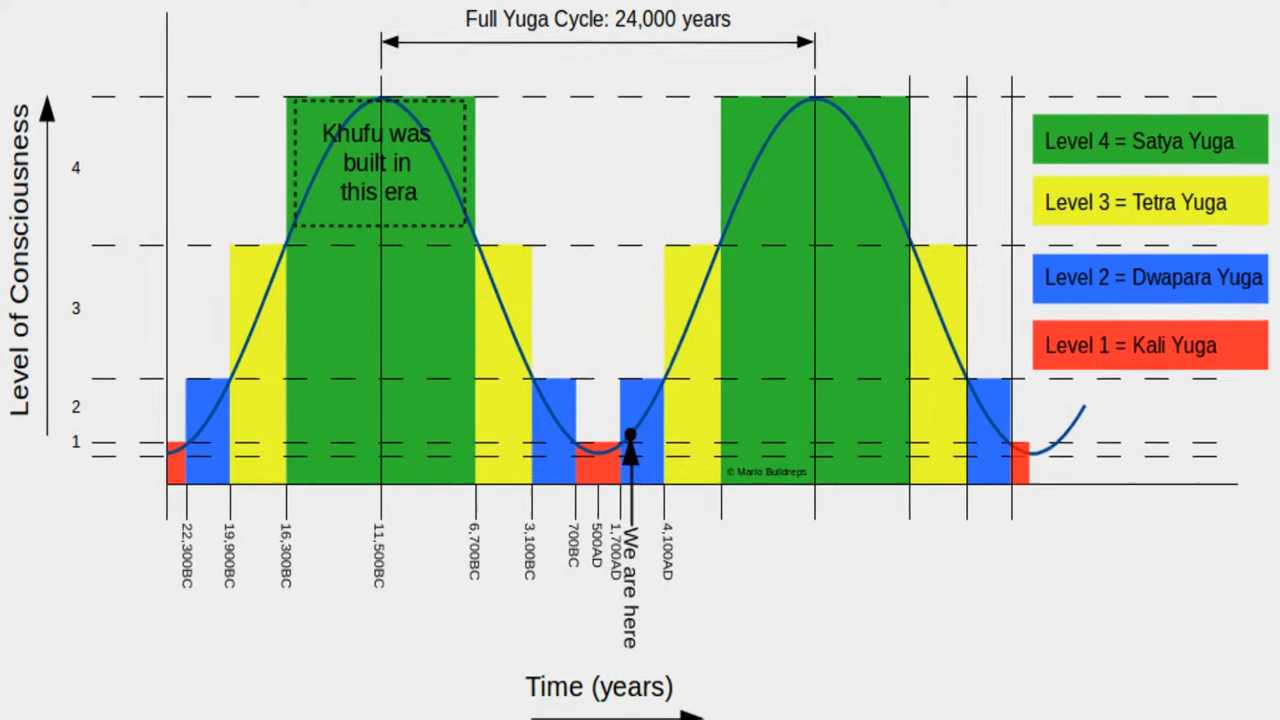 Full Yuga Cycle: 24,000 years
Level of Consciousness
4
3
2
1
Khufu was
built in
this era
Level 4 = Satya Yuga
Level 3 = Tetra Yuga
Level 2 = Dwapara Yuga
Level 1 = Kali Yuga
© Mario Buildreps
22,300BC
19,900BC
16,300BC
11,500BC
6,700BC
3,100BC
700BC
500AD
1,700AD
We are here
4,100AD
Time (years)